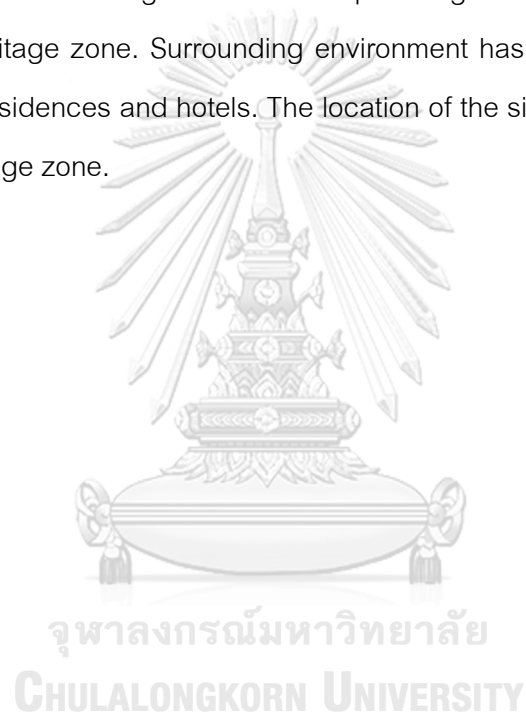 itage zone. Surrounding environment has
sidences and hotels. The location of the si
ge zone.
จุฬาลงกรณ์มหาวิทยาลัย
CHULALONGKORN UNIVERSITY